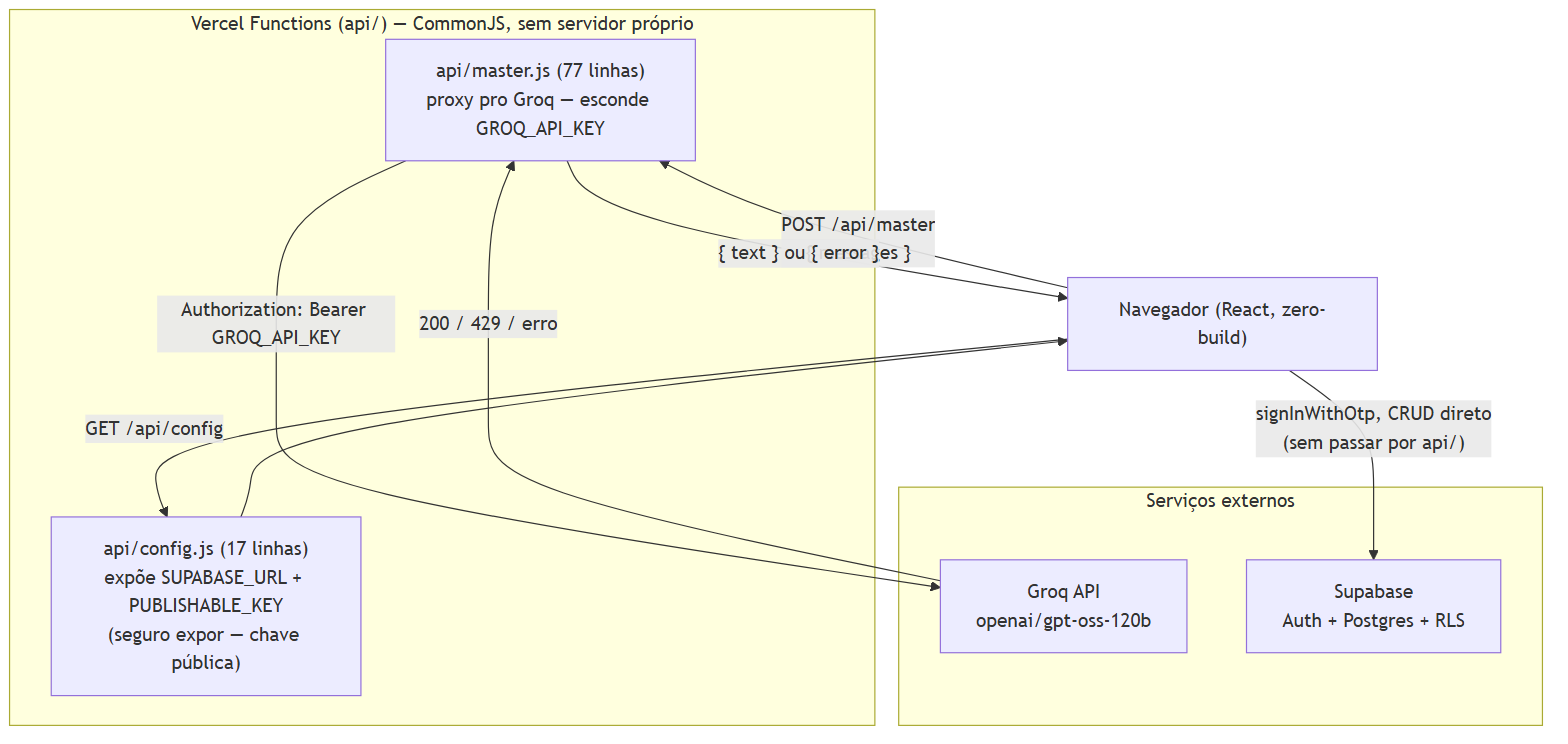 Vercel Functions (api/) — CommonJS, sem servidor próprio
api/master.js (77 linhas)
proxy pro Groq — esconde
GROQ_API_KEY
POST /api/master
{ text } ou { error }
Authorization: Bearer
GROQ_API_KEY
200 / 429 / erro
Navegador (React, zero-
build)
GET /api/config
signInWithOtp, CRUD direto
(sem passar por api/)
Serviços externos
api/config.js (17 linhas)
expõe SUPABASE_URL +
PUBLISHABLE_KEY
(seguro expor — chave
pública)
Groq API
openai/gpt-oss-120b
Supabase
Auth + Postgres + RLS